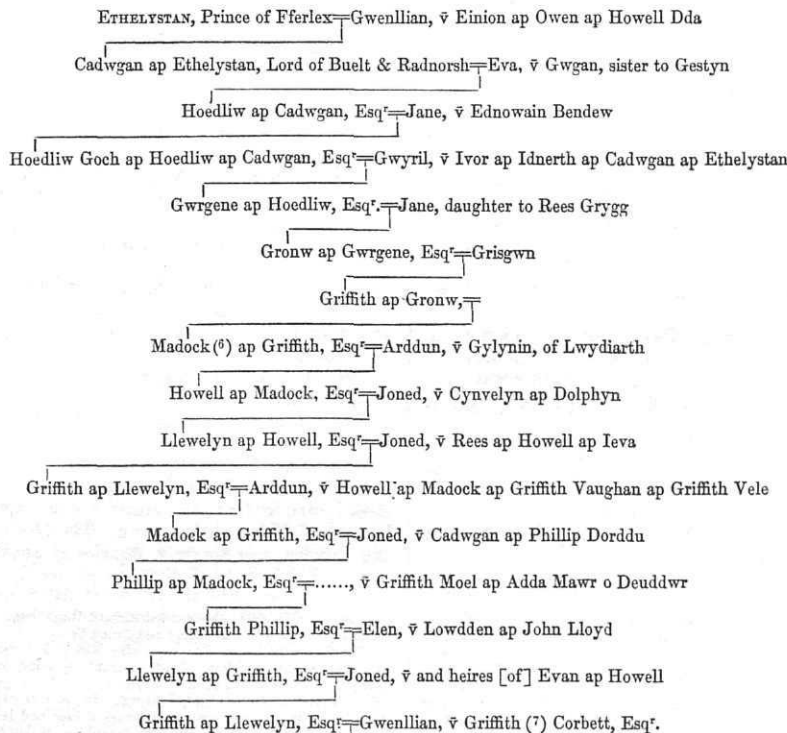 ETHELYSTAN, Prince of Fferlex=Gwenllian, v̄ Einion ap Owen ap Howell Dda
Cadwgan ap Ethelystan, Lord of Buelt & Radnorsh=Eva, v̄ Gwgan, sister to Gestyn
Hoedliw ap Cadwgan, Esqʳ=Jane, v̄ Ednowain Bendew
Hoedliw Goch ap Hoedliw ap Cadwgan, Esqʳ=Gwyril, v̄ Ivor ap Idnerth ap Cadwgan ap Ethelystan
Gwrgene ap Hoedliw, Esqʳ.=Jane, daughter to Rees Grygg
Gronw ap Gwrgene, Esqʳ=Grisgwn
Griffith ap Gronw,=
Madock(⁶) ap Griffith, Esqʳ=Arddun, v̄ Gylynin, of Lwydiarth
Howell ap Madock, Esqʳ=Joned, v̄ Cynvelyn ap Dolphyn
Llewelyn ap Howell, Esqʳ=Joned, v̄ Rees ap Howell ap Ieva
Griffith ap Llewelyn, Esqʳ=Arddun, v̄ Howell ap Madock ap Griffith Vaughan ap Griffith Vele
Madock ap Griffith, Esqʳ=Joned, v̄ Cadwgan ap Phillip Dorddu
Phillip ap Madock, Esqʳ=......, v̄ Griffith Moel ap Adda Mawr o Deuddwr
Griffith Phillip, Esqʳ=Elen, v̄ Lowdden ap John Lloyd
Llewelyn ap Griffith, Esqʳ=Joned, v̄ and heires [of] Evan ap Howell
Griffith ap Llewelyn, Esqʳ=Gwenllian, v̄ Griffith (⁷) Corbett, Esqʳ.